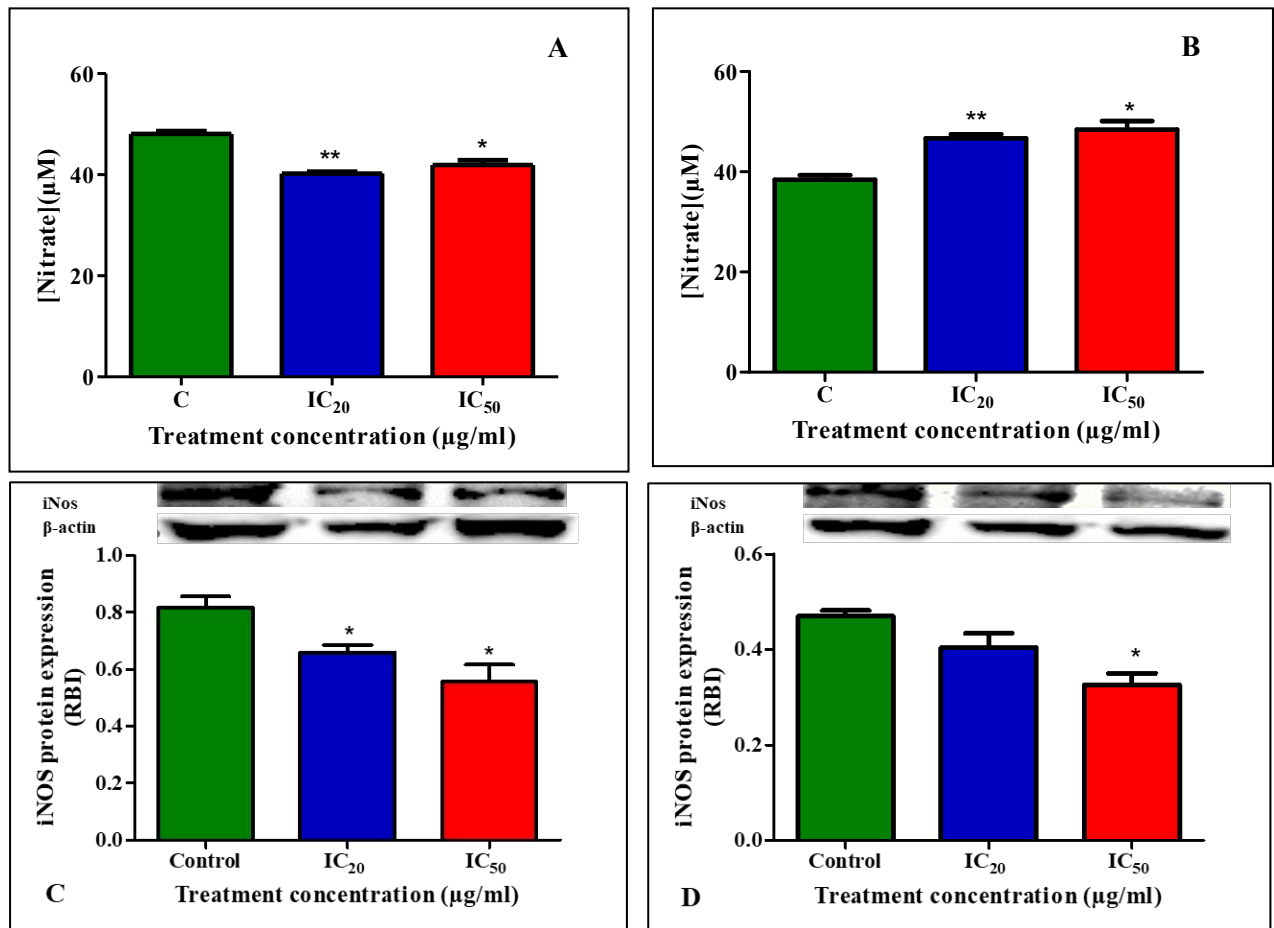 A
60
**
*
40
20
0
[Nitrate](µM)
C IC20 IC50
Treatment concentration (µg/ml)
B
60
**
*
40
20
0
[Nitrate](µM)
C IC20 IC50
Treatment concentration (µg/ml)
iNos
β-actin
1.0
0.8
*
*
0.6
0.4
0.2
0.0
iNOS protein expression
(RBI)
Control IC20 IC50
C Treatment concentration (µg/ml)
iNos
β-actin
0.6
*
0.4
0.2
0.0
iNOS protein expression
(RBI)
Control IC20 IC50
D Treatment concentration (µg/ml)